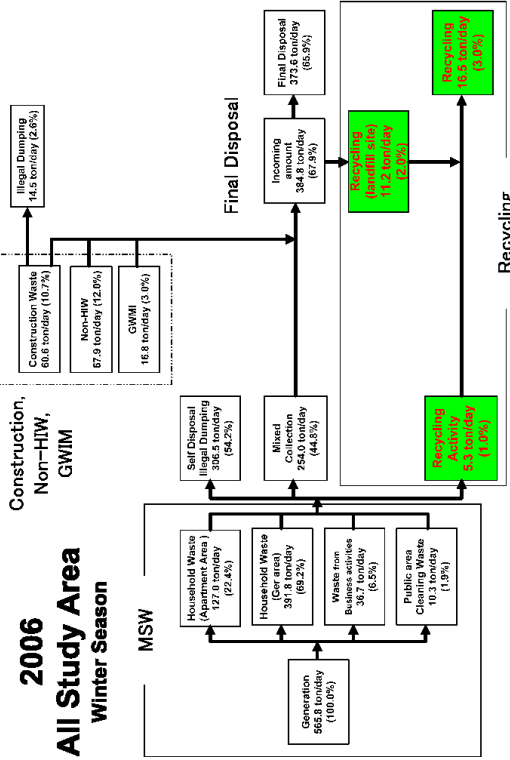 2006
All Study Area
Winter Season
Construction,
Non-HIW,
GWIM
MSW
Generation
565.8 ton/day
(100.0%)
Household Waste
(Apartment Area )
127.0 ton/day
(22.4%)
Household Waste
(Ger area)
391.8 ton/day
(69.2%)
Waste from
Business activities
36.7 ton/day
(6.5%)
Public area
Cleaning Waste
10.3 ton/day
(1.9%)
Self Disposal
Illegal Dumping
306.5 ton/day
(54.2%)
Mixed
Collection
254.0 ton/day
(44.8%)
Recycling
Activity
5.3 ton/day
(1.0%)
Construction Waste
60.6 ton/day (10.7%)
Non-HIW
67.9 ton/day (12.0%)
GWMI
16.8 ton/day (3.0%)
Illegal Dumping
14.5 ton/day (2.6%)
Final Disposal
Incoming
amount
384.8 ton/day
(67.9%)
Final Disposal
373.6 ton/day
(65.9%)
Recycling
(landfill site)
11.2 ton/day
(2.0%)
Recycling
16.5 ton/day
(3.0%)
Recycling